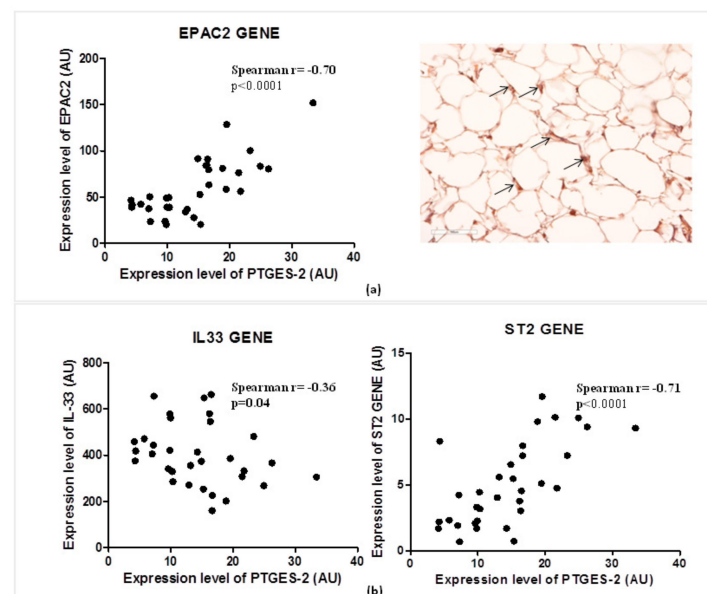 EPAC2 GENE
Spearman r= -0.70
p<0.0001
Expression level of EPAC2 (AU)
200
150
100
50
0
0 10 20 30 40
Expression level of PTGES-2 (AU)
(a)
IL33 GENE
Spearman r= -0.36
p=0.04
Expression level of IL-33 (AU)
800
600
400
200
0
0 10 20 30 40
Expression level of PTGES-2 (AU)
ST2 GENE
Spearman r= -0.71
p<0.0001
Expression level of ST2 GENE (AU)
15
10
5
0
0 10 20 30 40
Expression level of PTGES-2 (AU)
(b)